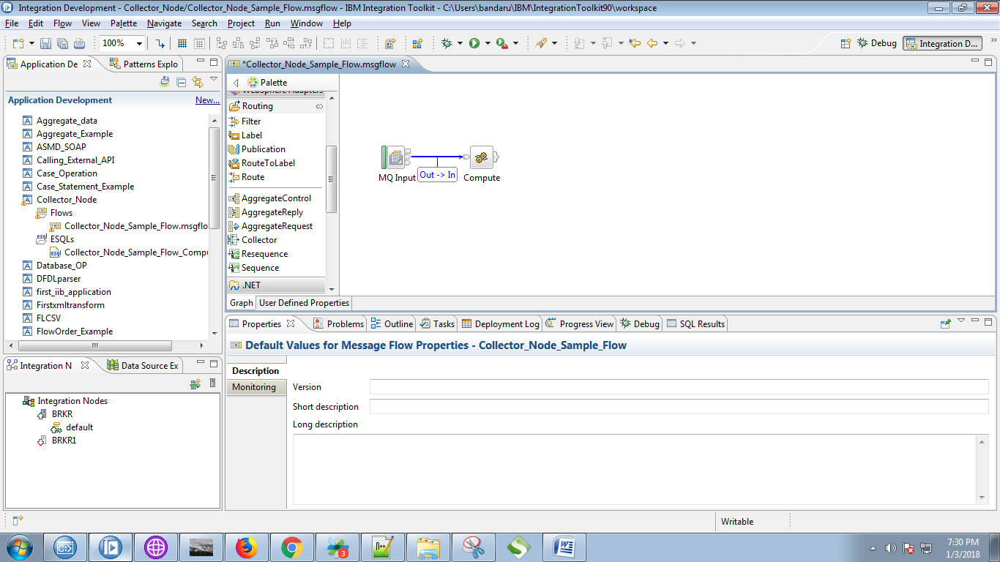 Integration Development - Collector_Node/Collector_Node_Sample_Flow.msgflow - IBM Integration Toolkit - C:\Users\bandaru\IBM\IntegrationToolkit90\workspace
File Edit Flow View Palette Navigate Search Project Run Window Help
100%
Debug
Integration D...
Application De
Patterns Explo
Application Development
New...
Aggregate_data
Aggregate_Example
ASMD_SOAP
Calling_External_API
Case_Operation
Case_Statement_Example
Collector_Node
Flows
Collector_Node_Sample_Flow.msgflo
ESQLs
Collector_Node_Sample_Flow_Compu
Database_OP
DFDLparser
first_iib_application
Firstxmltransform
FLCSV
FlowOrder_Example
Integration N
Data Source Ex
Integration Nodes
BRKR
default
BRKR1
*Collector_Node_Sample_Flow.msgflow
Palette
WebSphere Adapters
Routing
Filter
Label
Publication
RouteToLabel
Route
AggregateControl
AggregateReply
AggregateRequest
Collector
Resequence
Sequence
.NET
MQ Input
Out -> In
Compute
Graph
User Defined Properties
Properties
Problems
Outline
Tasks
Deployment Log
Progress View
Debug
SQL Results
Default Values for Message Flow Properties - Collector_Node_Sample_Flow
Description
Monitoring
Version
Short description
Long description
Writable
3
7:30 PM
1/3/2018